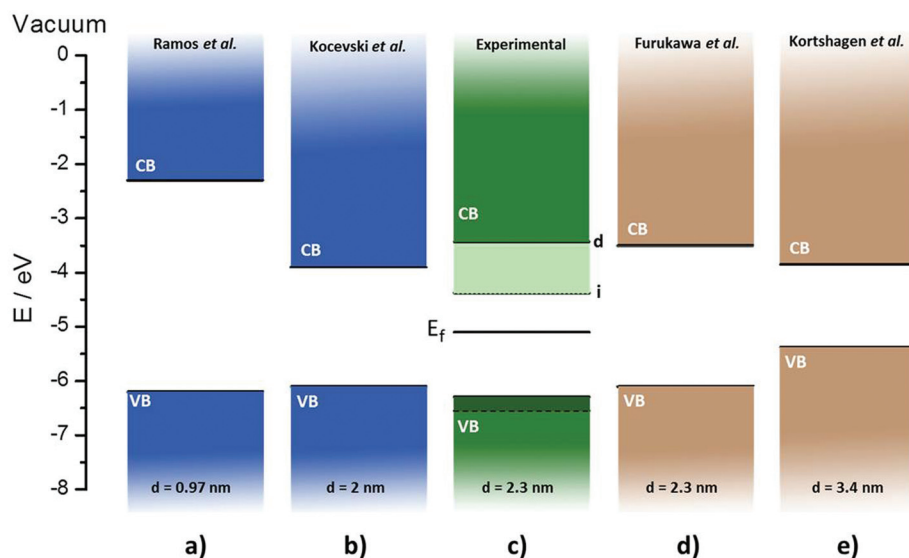 Vacuum
Ramos et al.
Kocevski et al.
Experimental
Furukawa et al.
Kortshagen et al.
0
-1
-2
-3
-4
-5
-6
-7
-8
E / eV
CB
CB
CB
CB
CB
d
i
E_f
VB
VB
VB
VB
VB
d = 0.97 nm
d = 2 nm
d = 2.3 nm
d = 2.3 nm
d = 3.4 nm
a)
b)
c)
d)
e)